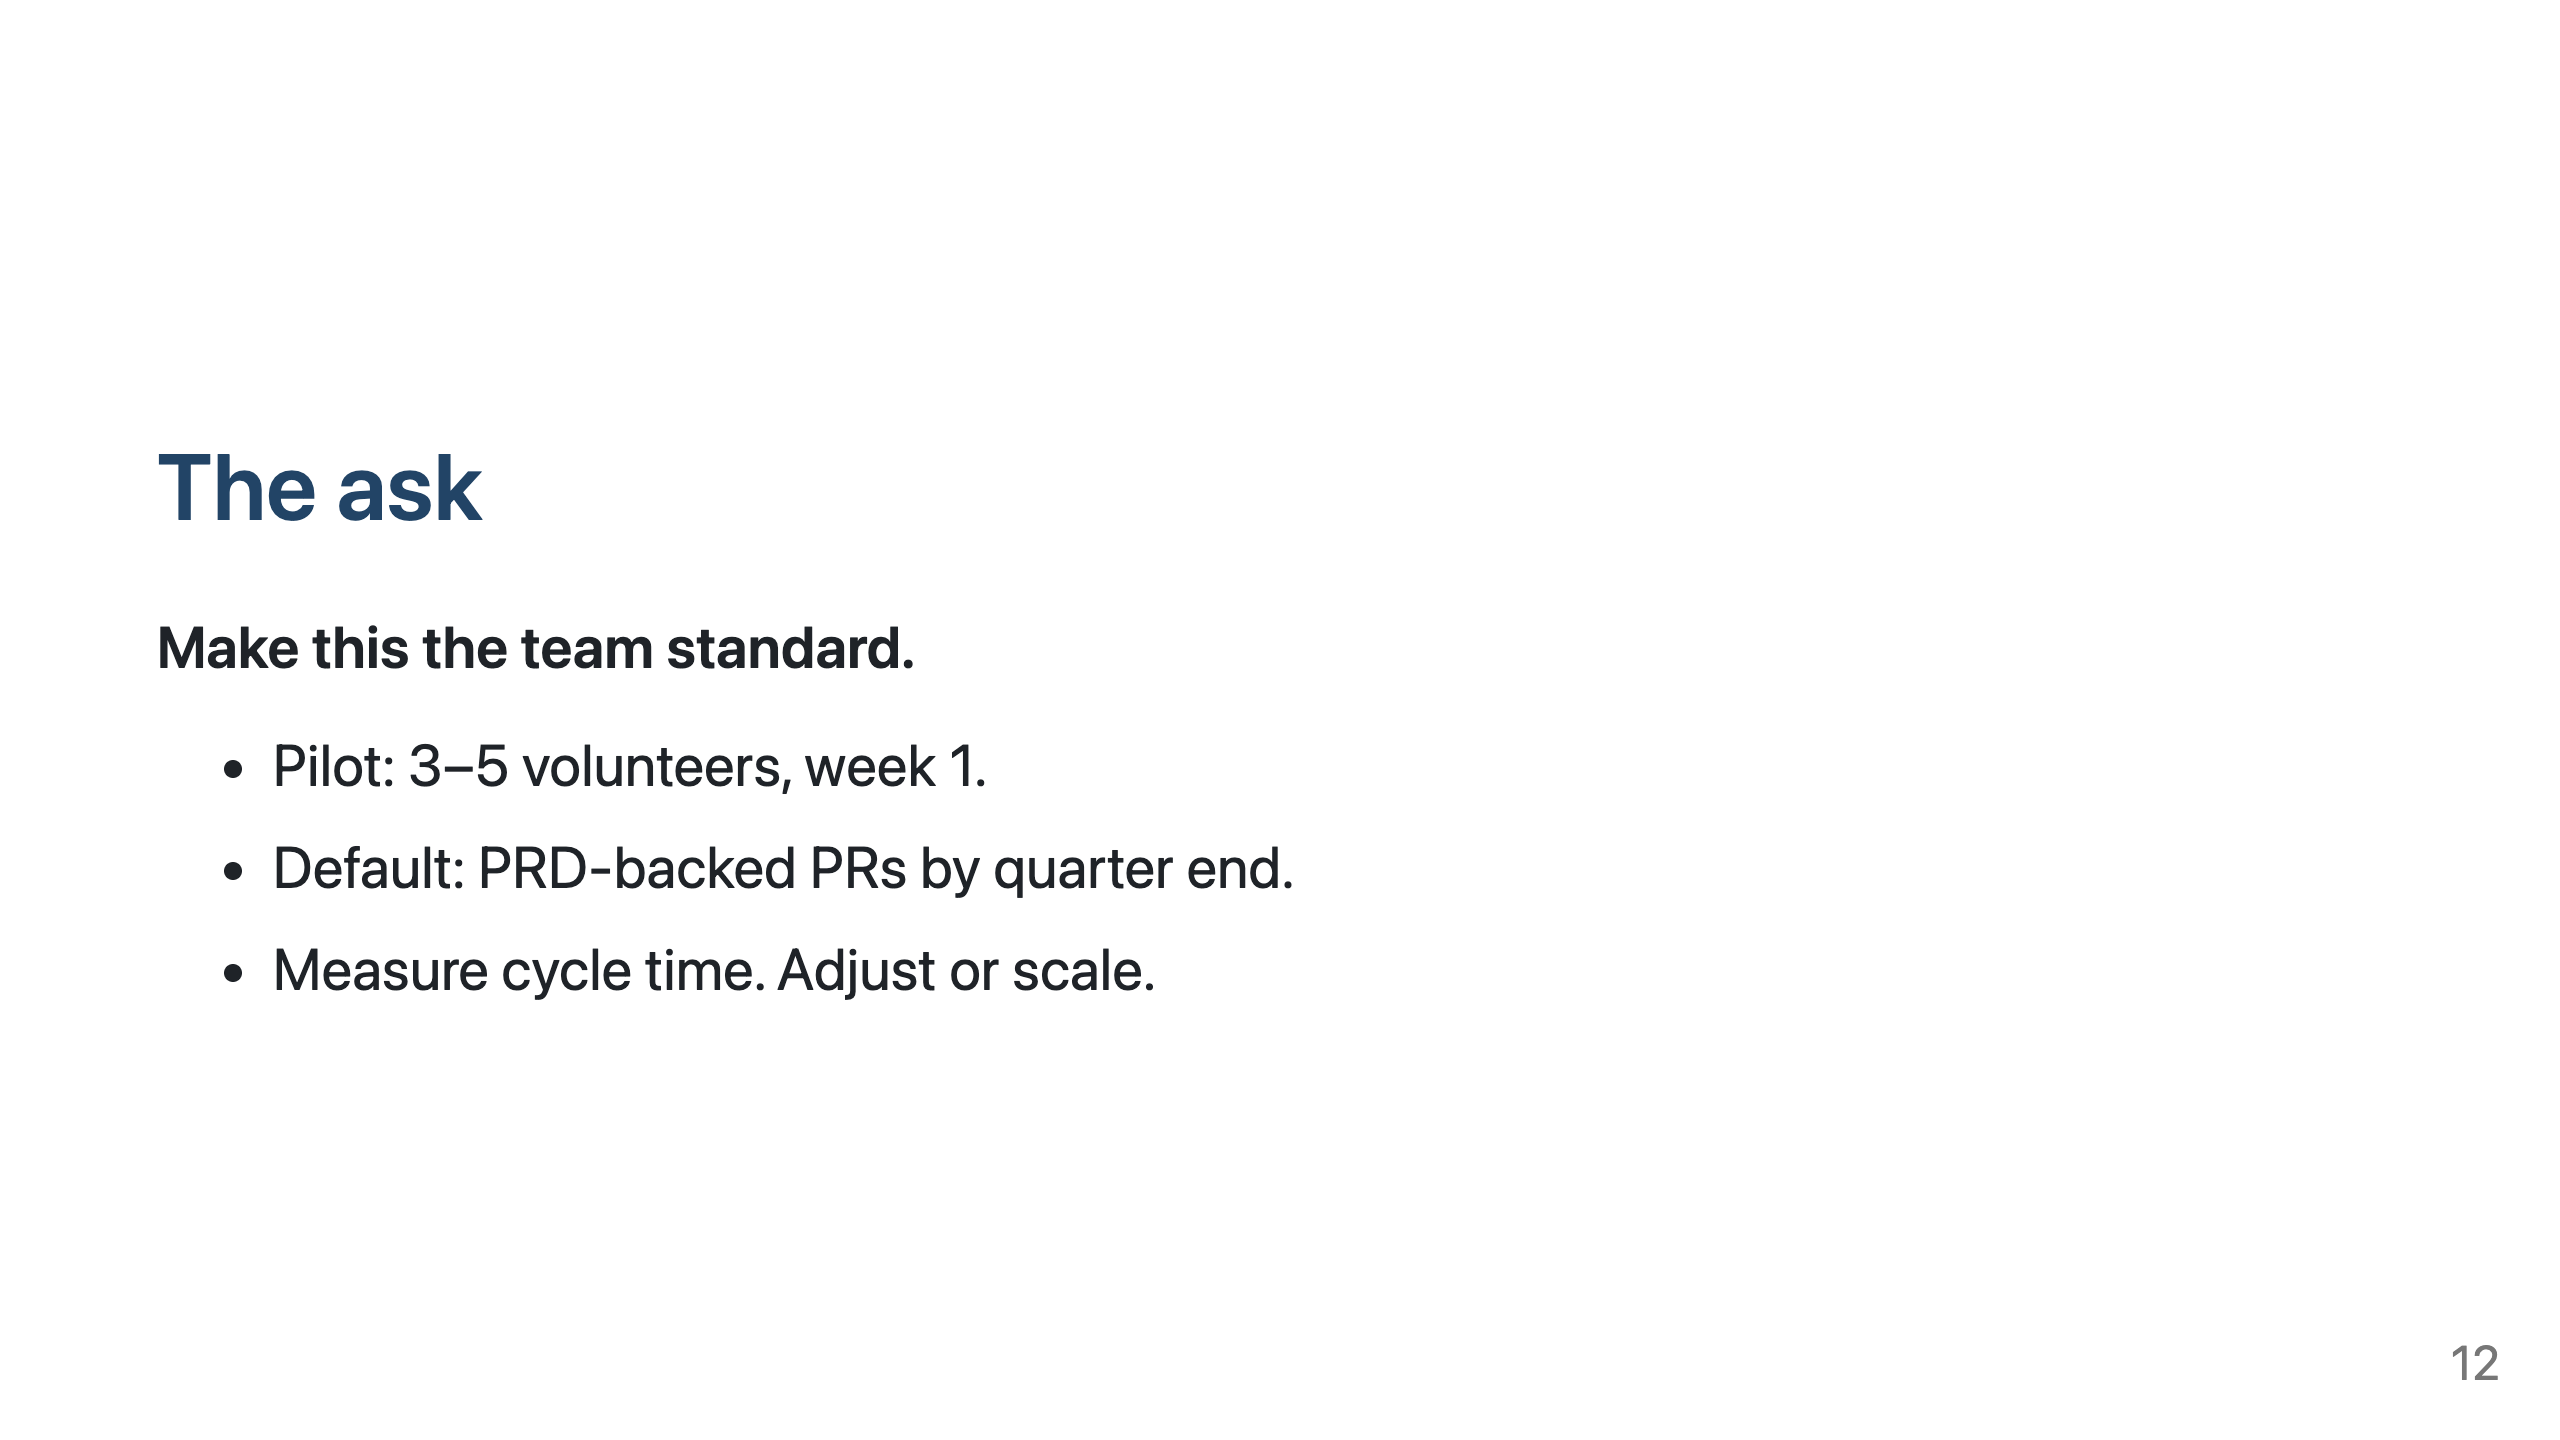 The ask
Make this the team standard.
• Pilot: 3–5 volunteers, week 1.
• Default: PRD-backed PRs by quarter end.
• Measure cycle time. Adjust or scale.
12